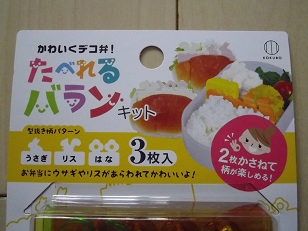 かわいくデコ弁!
たべれる
バラン
キット
KOKUBO
型抜き柄パターン
うさぎ
リス
はな
3枚入
お弁当にウサギやリスがあらわれてかわいいよ!
2枚かさねて
柄が楽しめる!